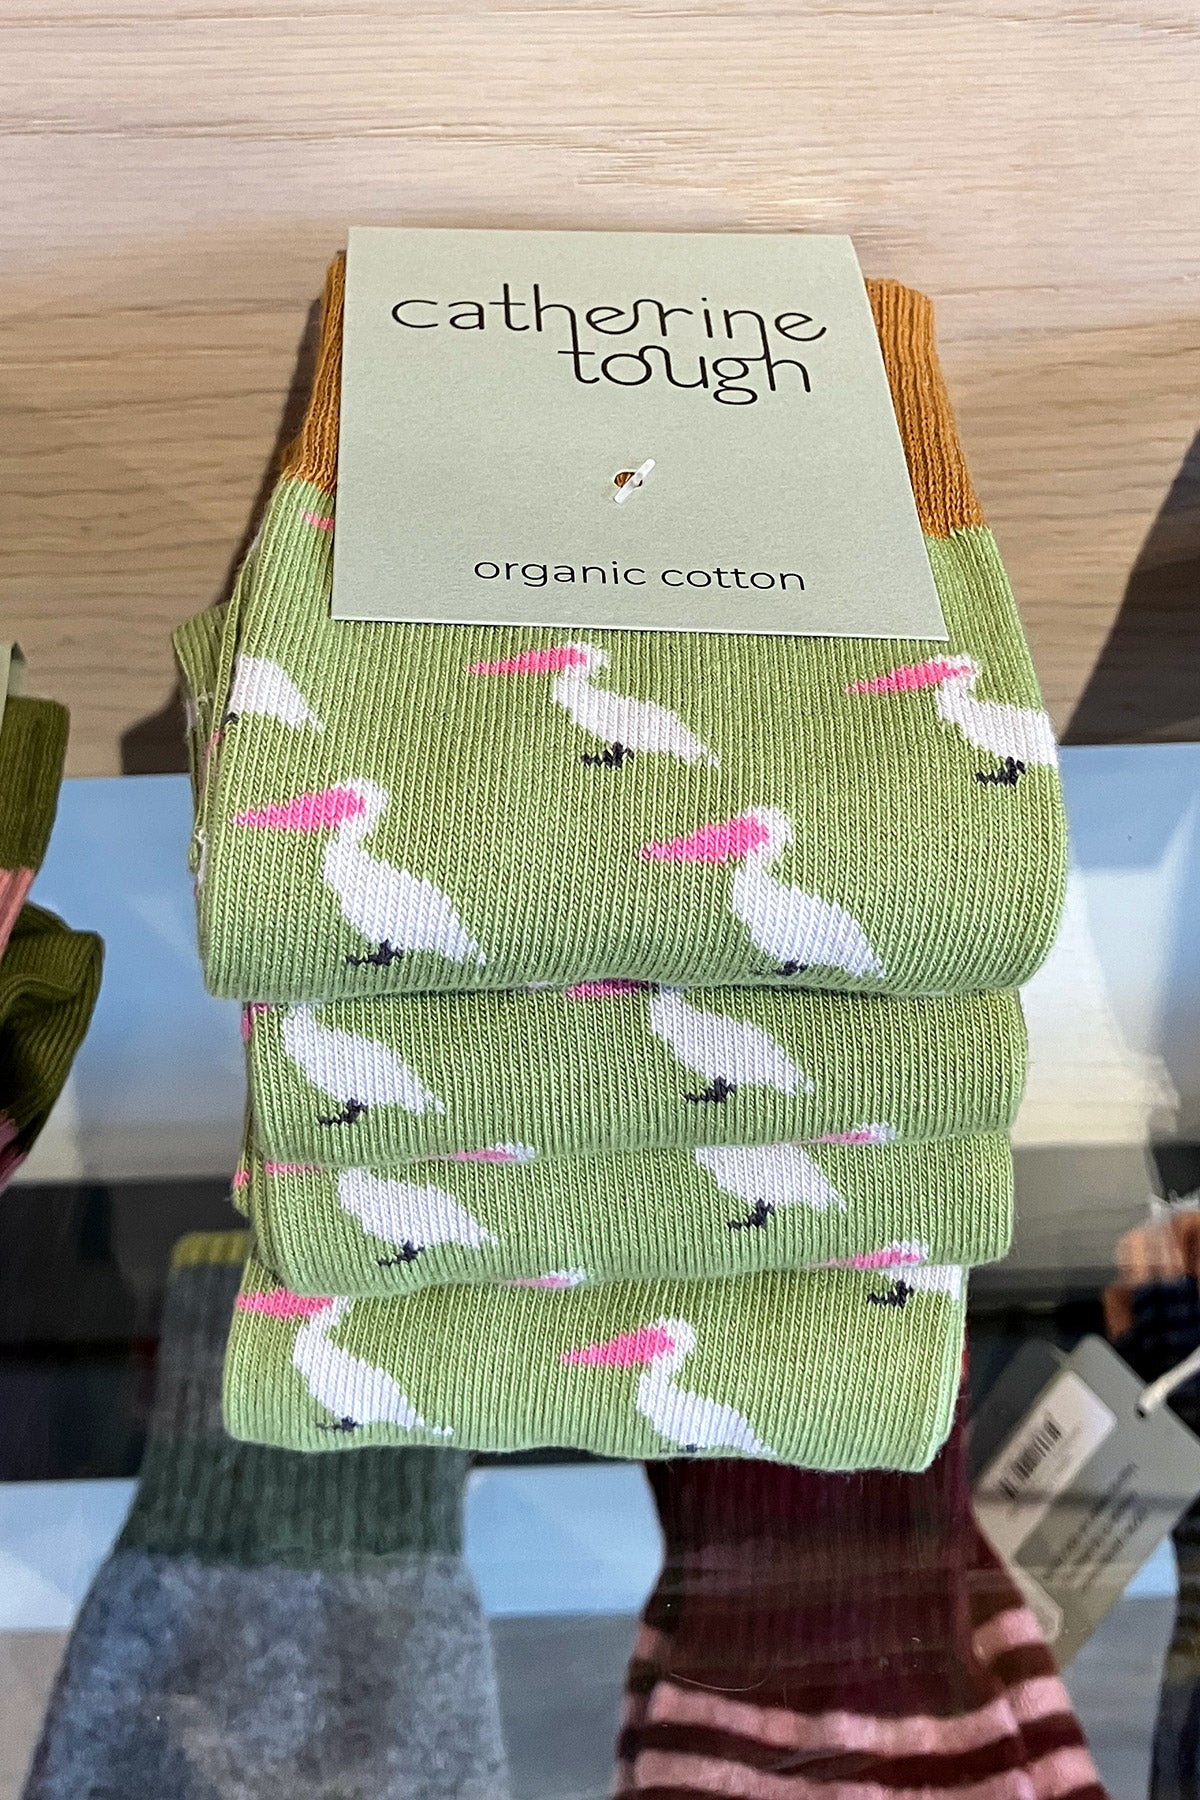 catherine
tough
organic cotton